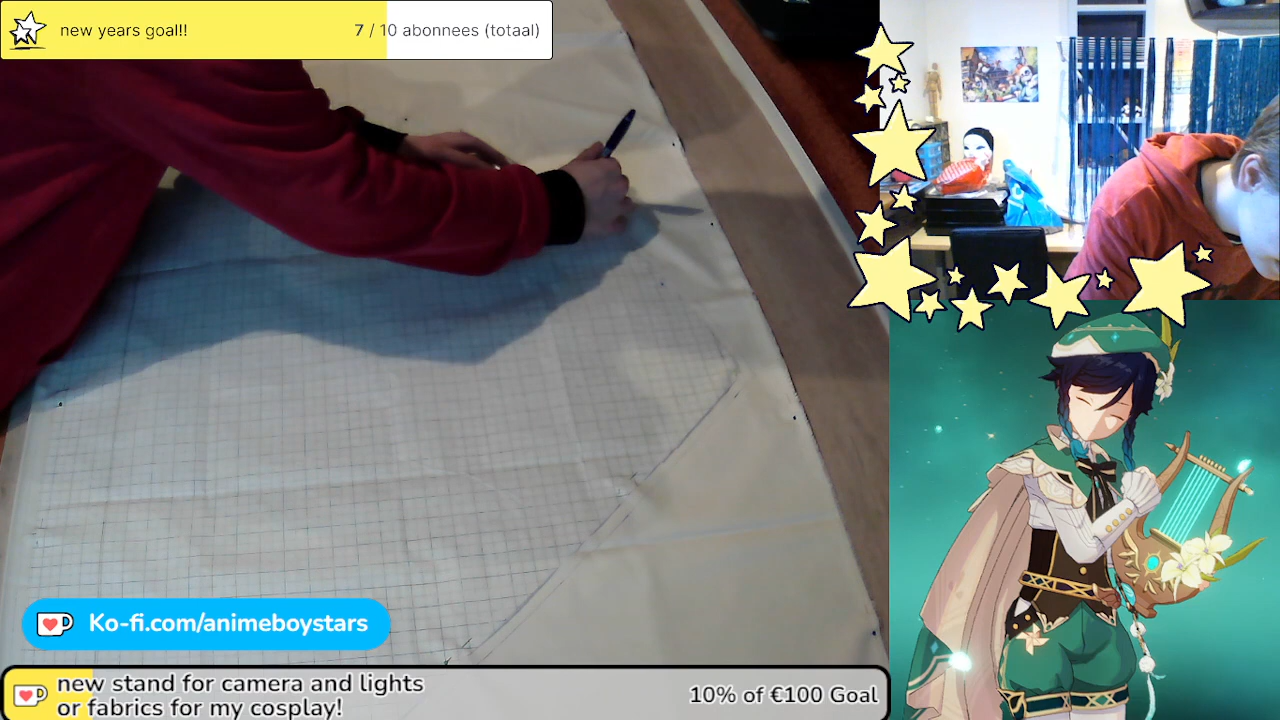 new years goal!!
7 / 10 abonnees (totaal)
Ko-fi.com/animeboystars
new stand for camera and lights
or fabrics for my cosplay!
10% of €100 Goal